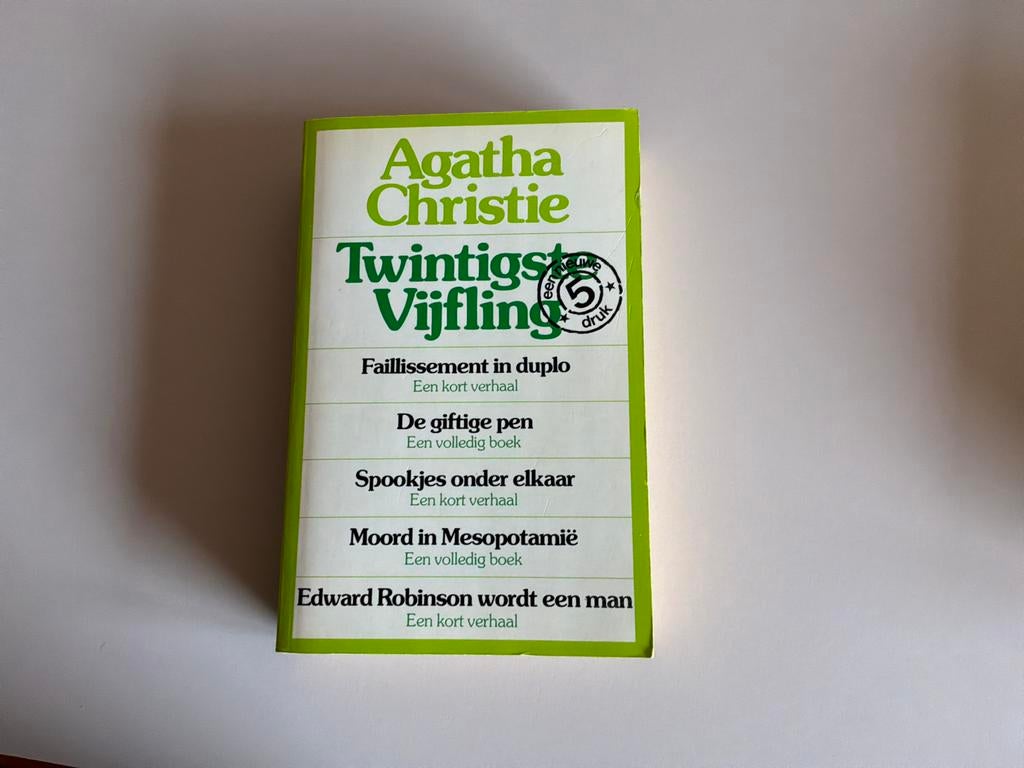 Agatha
Christie
Twintigste
Vijfling
een nieuwe
5
druk
Faillissement in duplo
Een kort verhaal
De giftige pen
Een volledig boek
Spookjes onder elkaar
Een kort verhaal
Moord in Mesopotamië
Een volledig boek
Edward Robinson wordt een man
Een kort verhaal